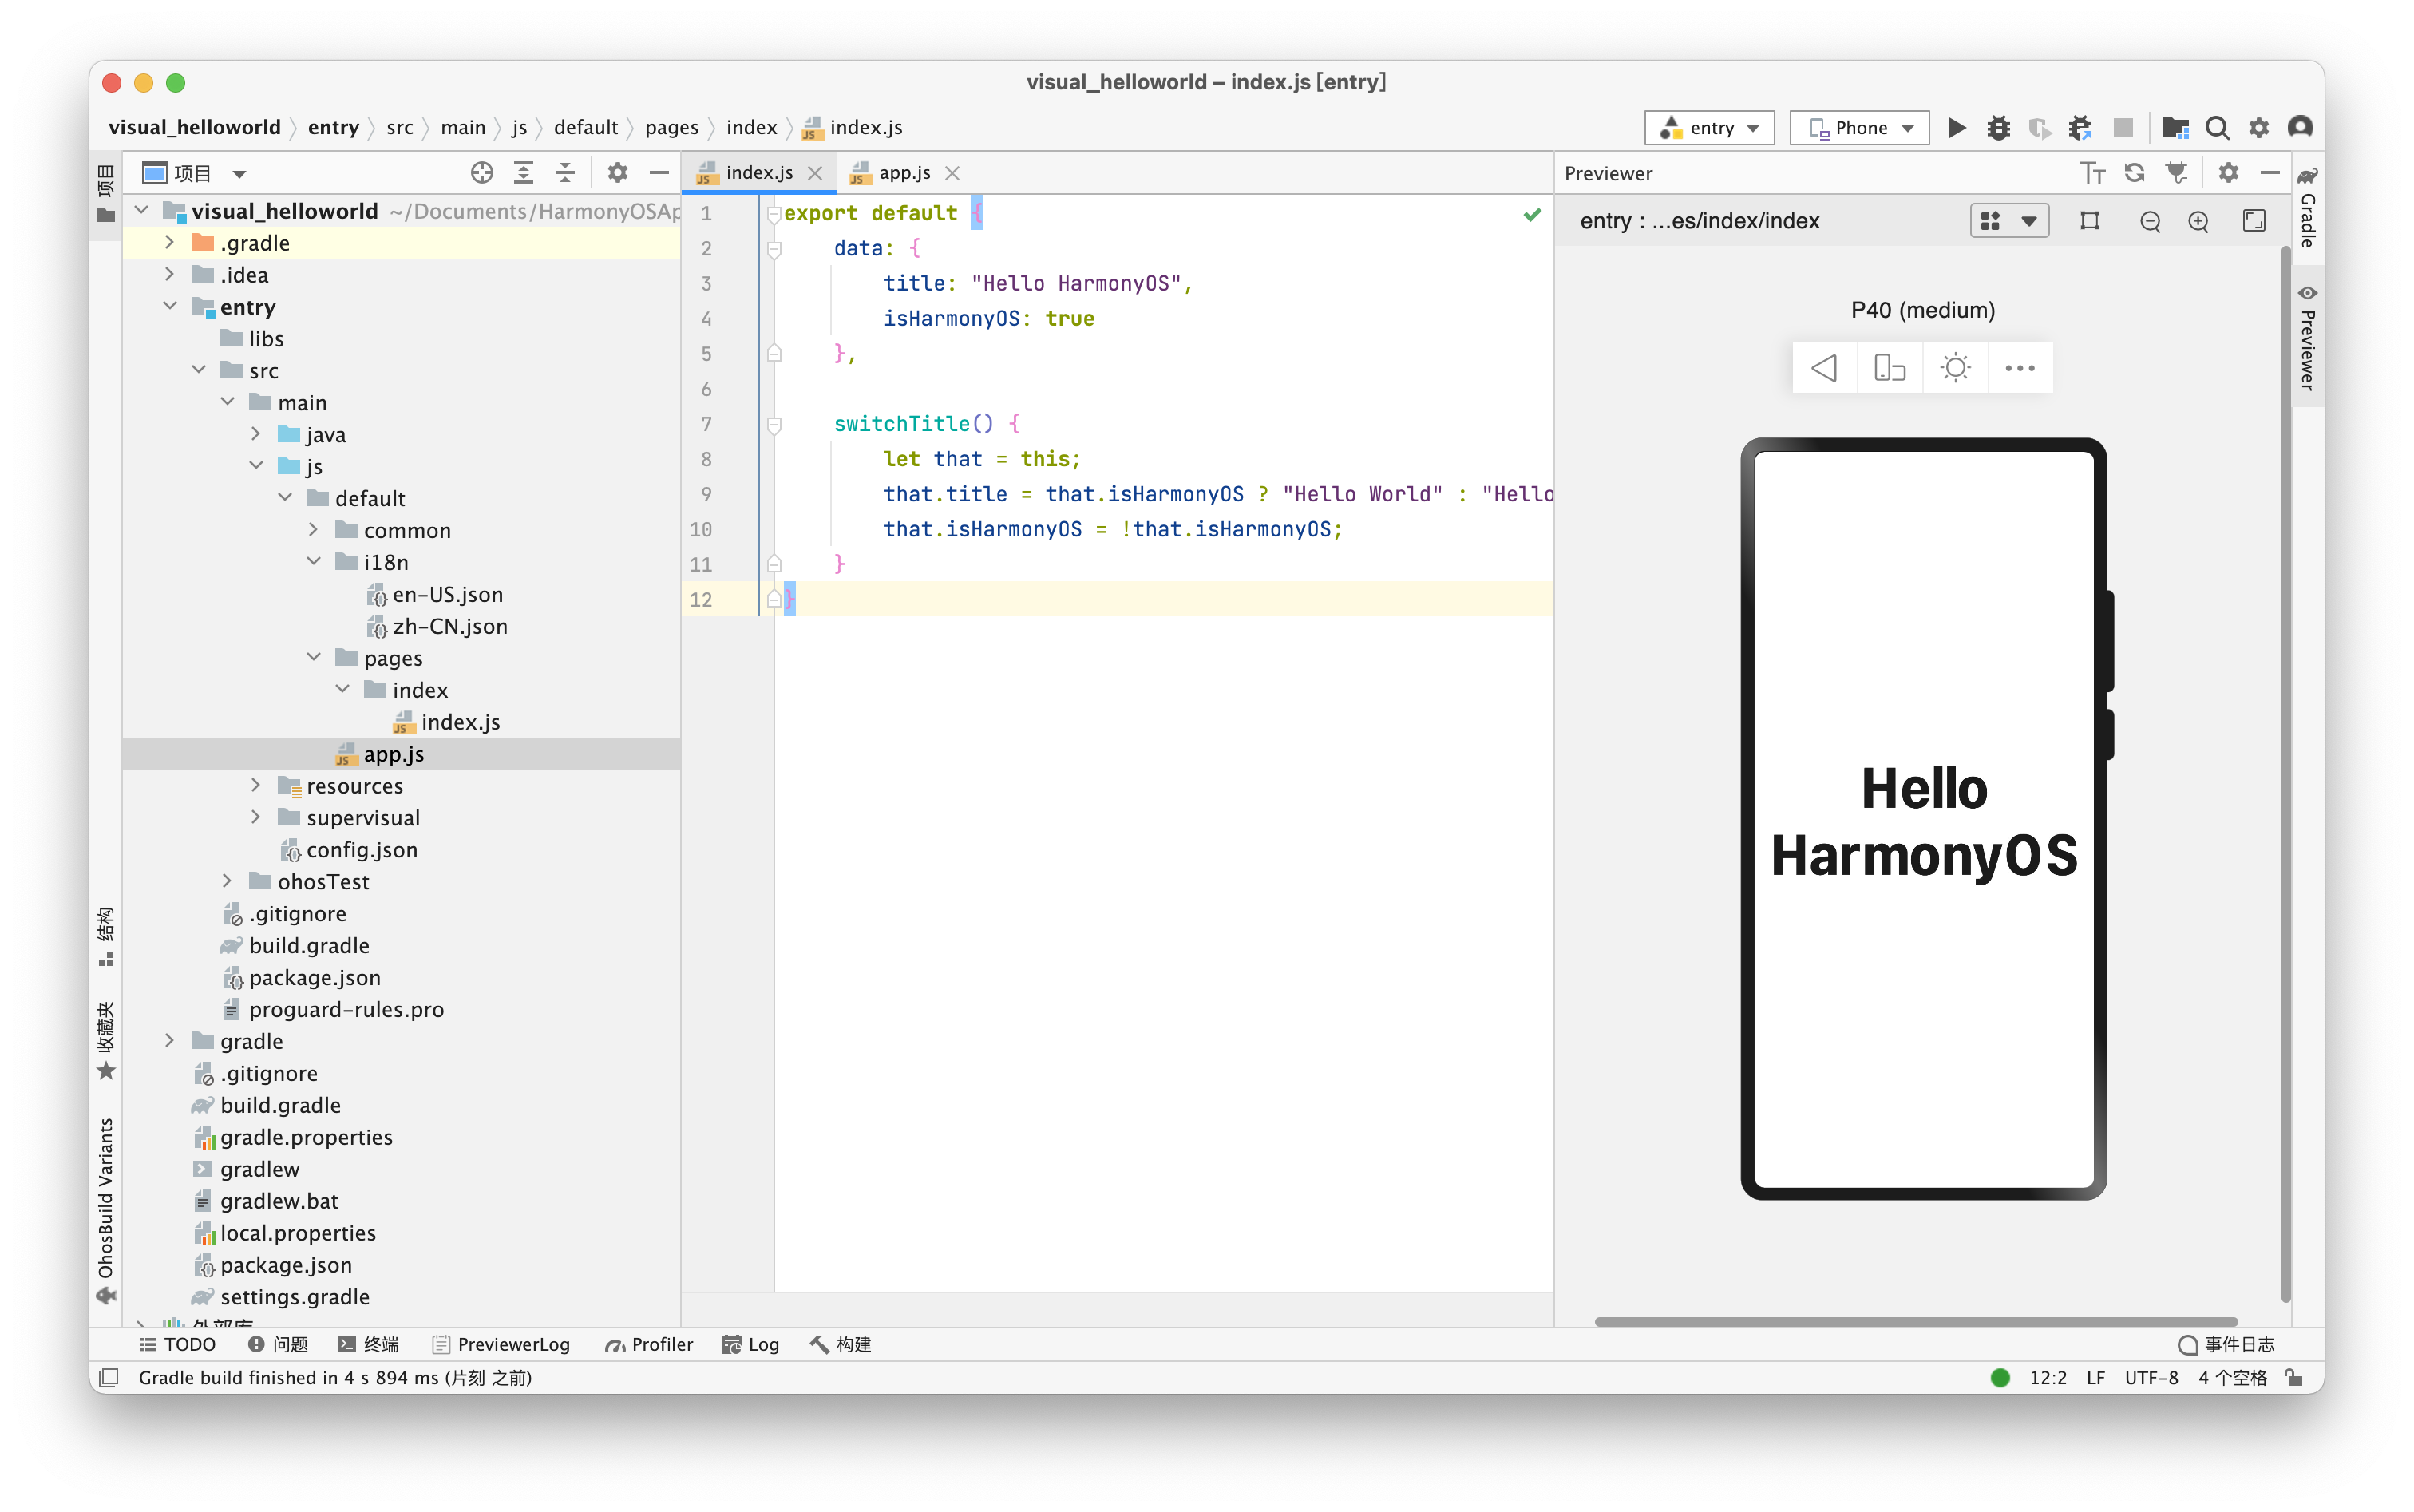 visual_helloworld – index.js [entry]
visual_helloworld entry src main js default pages index index.js
entry Phone
项目
项目
index.js
app.js
Previewer
visual_helloworld ~/Documents/HarmonyOSAp
.gradle
.idea
entry
libs
src
main
java
js
default
common
i18n
en-US.json
zh-CN.json
pages
index
index.js
app.js
resources
supervisual
config.json
ohosTest
.gitignore
build.gradle
package.json
proguard-rules.pro
gradle
.gitignore
build.gradle
gradle.properties
gradlew
gradlew.bat
local.properties
package.json
settings.gradle
外部库
结构
收藏夹
OhosBuild Variants
1 export default {
2 data: {
3 title: "Hello HarmonyOS",
4 isHarmonyOS: true
5 },
6
7 switchTitle() {
8 let that = this;
9 that.title = that.isHarmonyOS ? "Hello World" : "Hello
10 that.isHarmonyOS = !that.isHarmonyOS;
11 }
12 }
entry : ...es/index/index
P40 (medium)
Hello
HarmonyOS
Gradle
Previewer
TODO 问题 终端 PreviewerLog Profiler Log 构建 事件日志
Gradle build finished in 4 s 894 ms (片刻 之前)
12:2 LF UTF-8 4 个空格